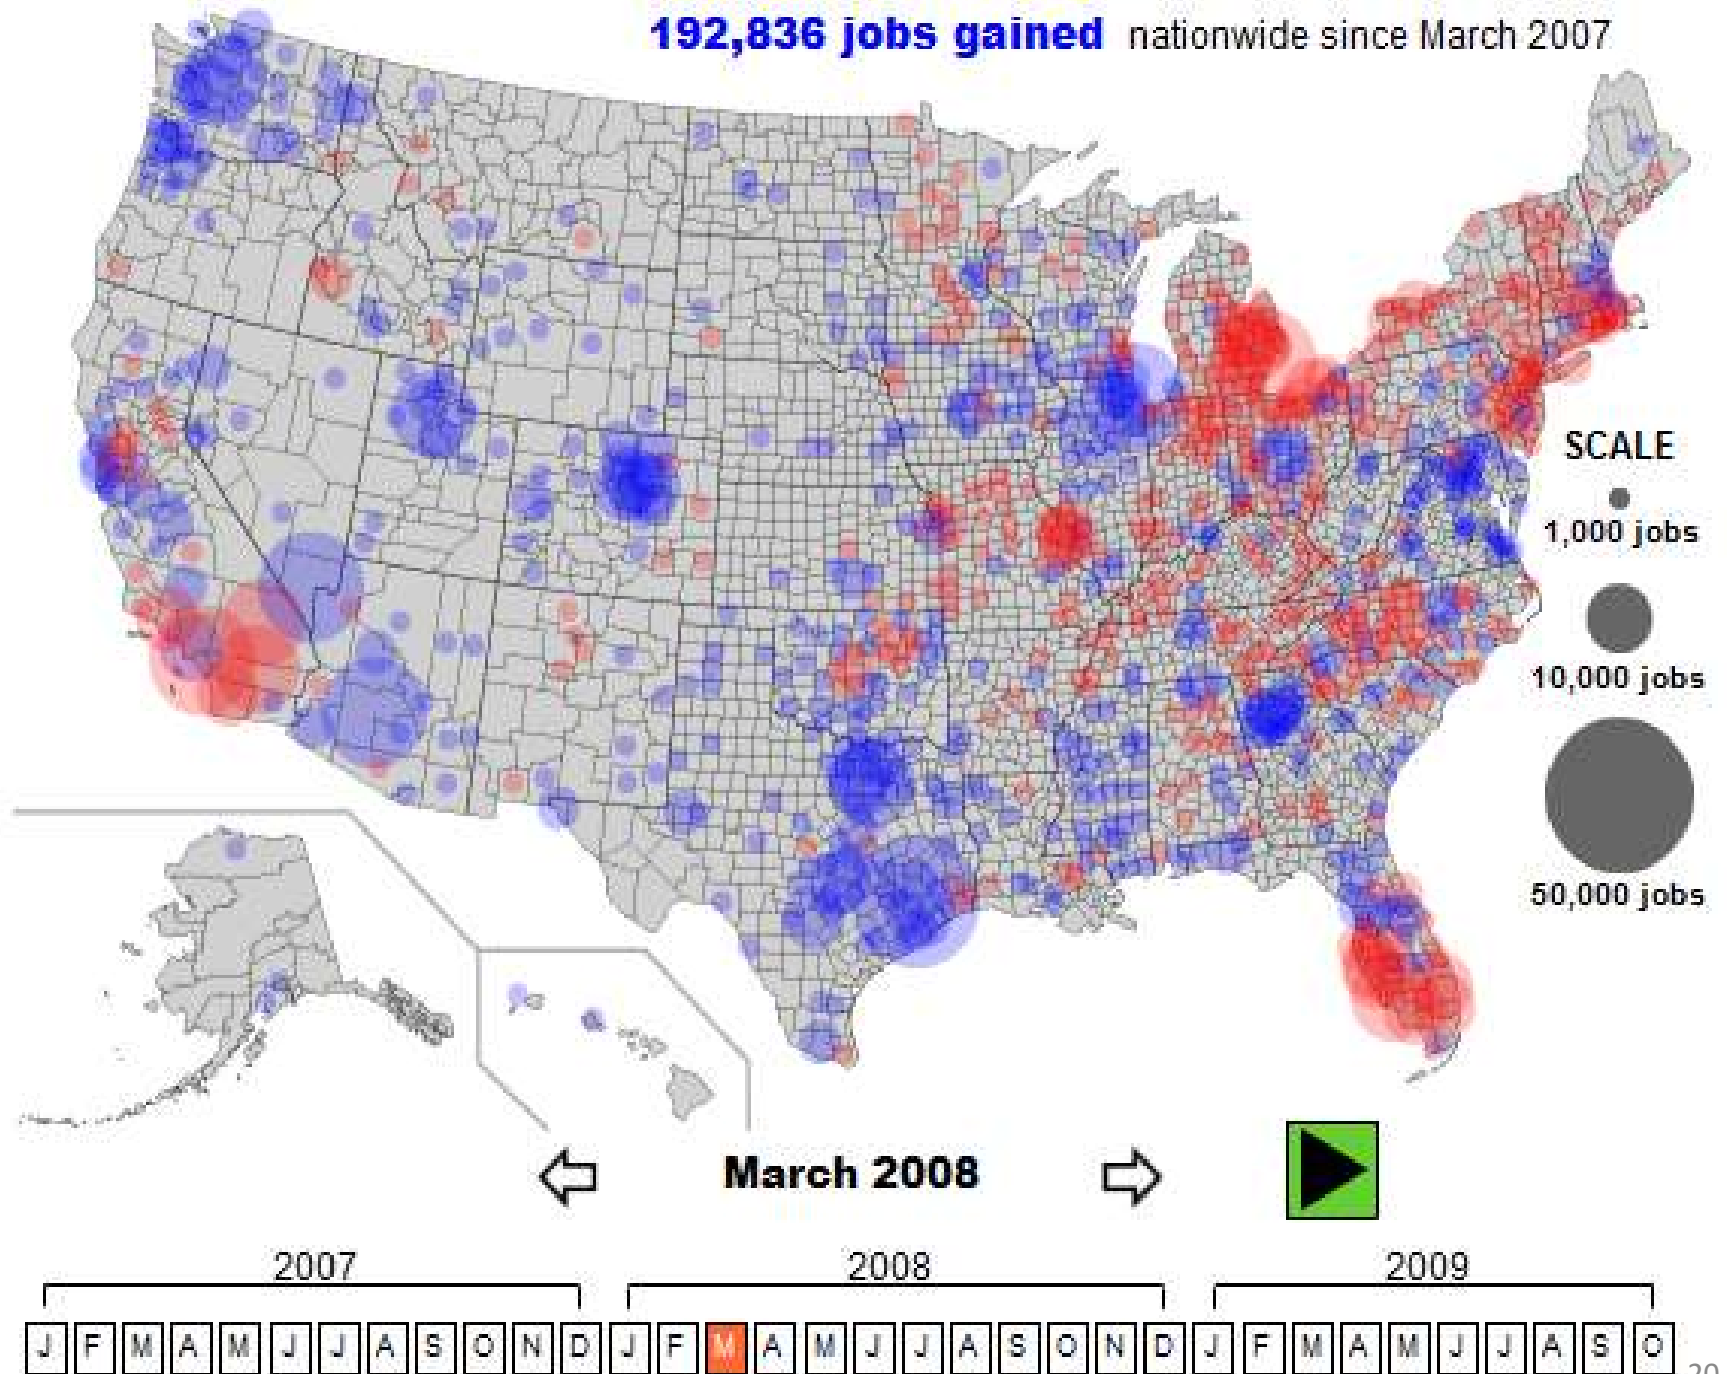 192,836 jobs gained nationwide since March 2007
SCALE
1,000 jobs
10,000 jobs
50,000 jobs
March 2008
2007 2008 2009
J F M A M J J A S O N D J F M A M J J A S O N D J F M A M J J A S O
20